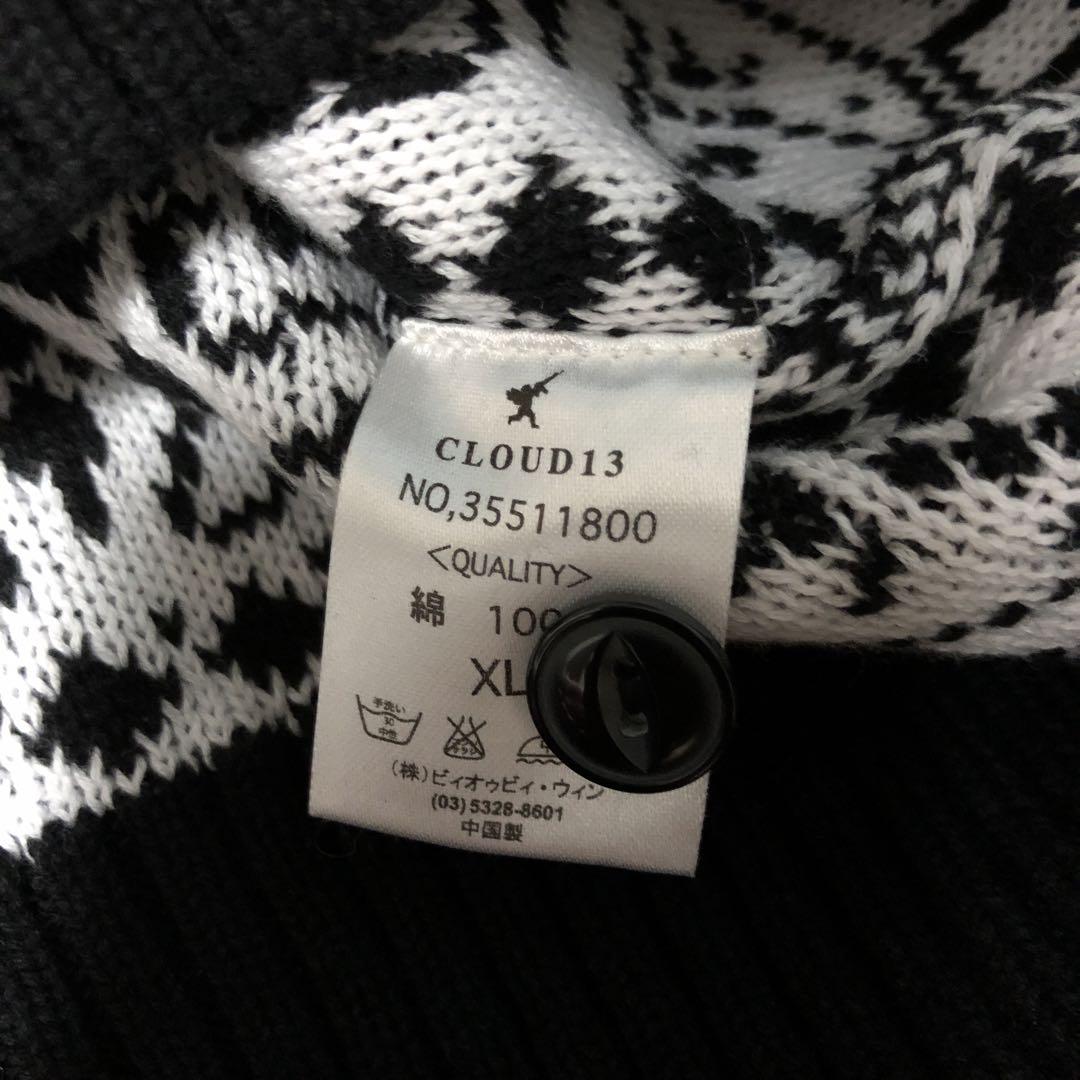 CLOUD13
NO,35511800
<QUALITY>
綿 100
XL
手洗い
30
中性
(株)ビィオゥビィ・ウィン
(03)5328-8601
中国製